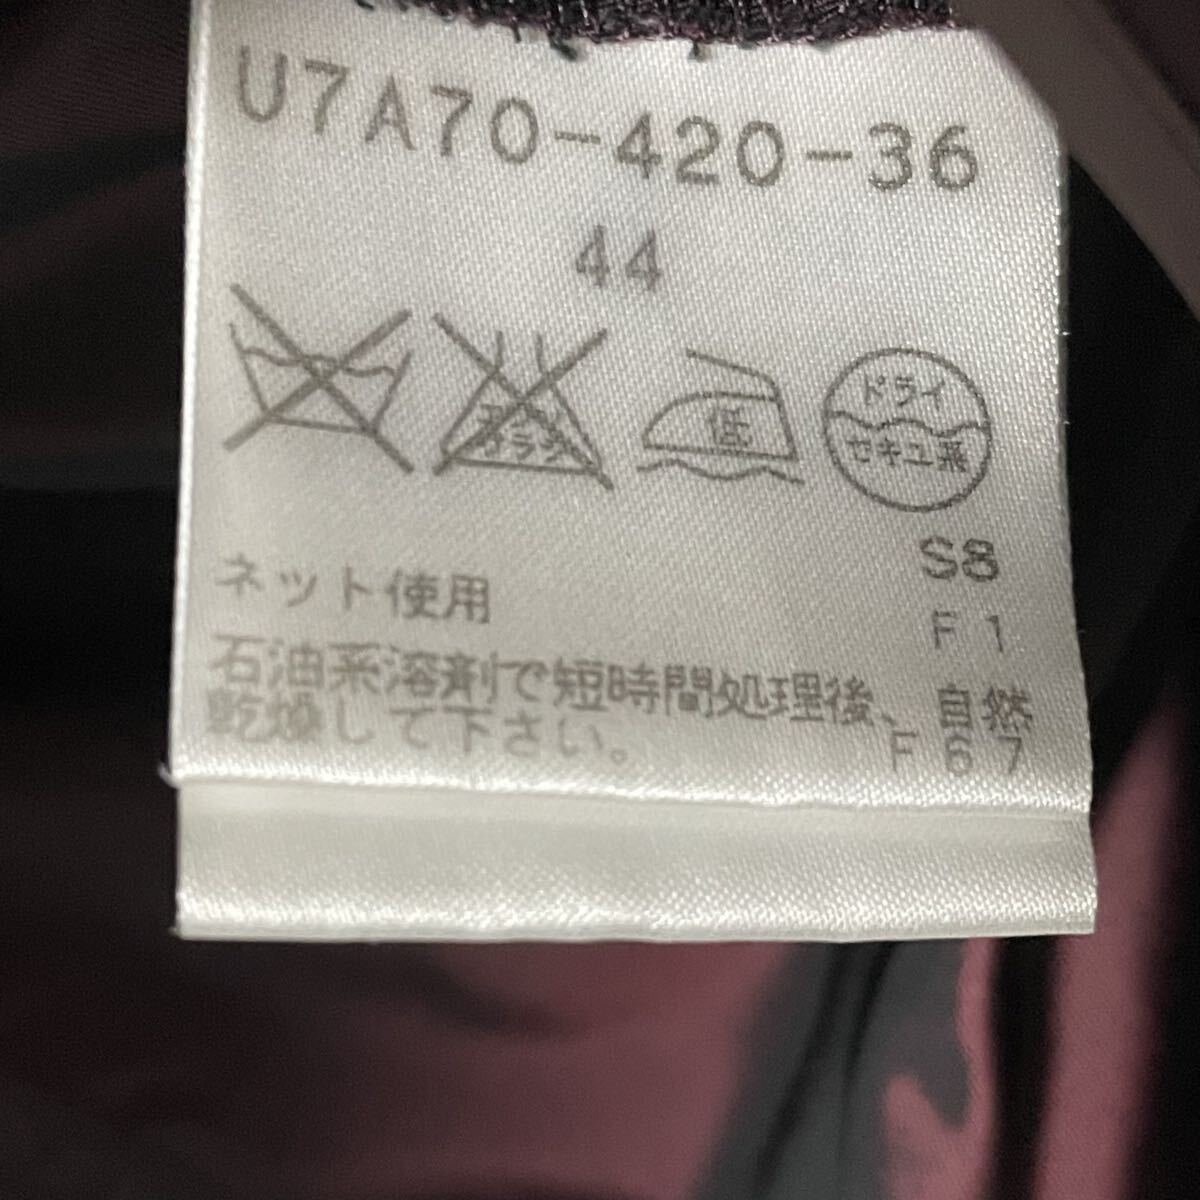 U7A70-420-36
44
エンソサラシ
低
ドライ
セキユ系
S8
ネット使用
F1
石油系溶剤で短時間処理後、自然
乾燥して下さい。
F67